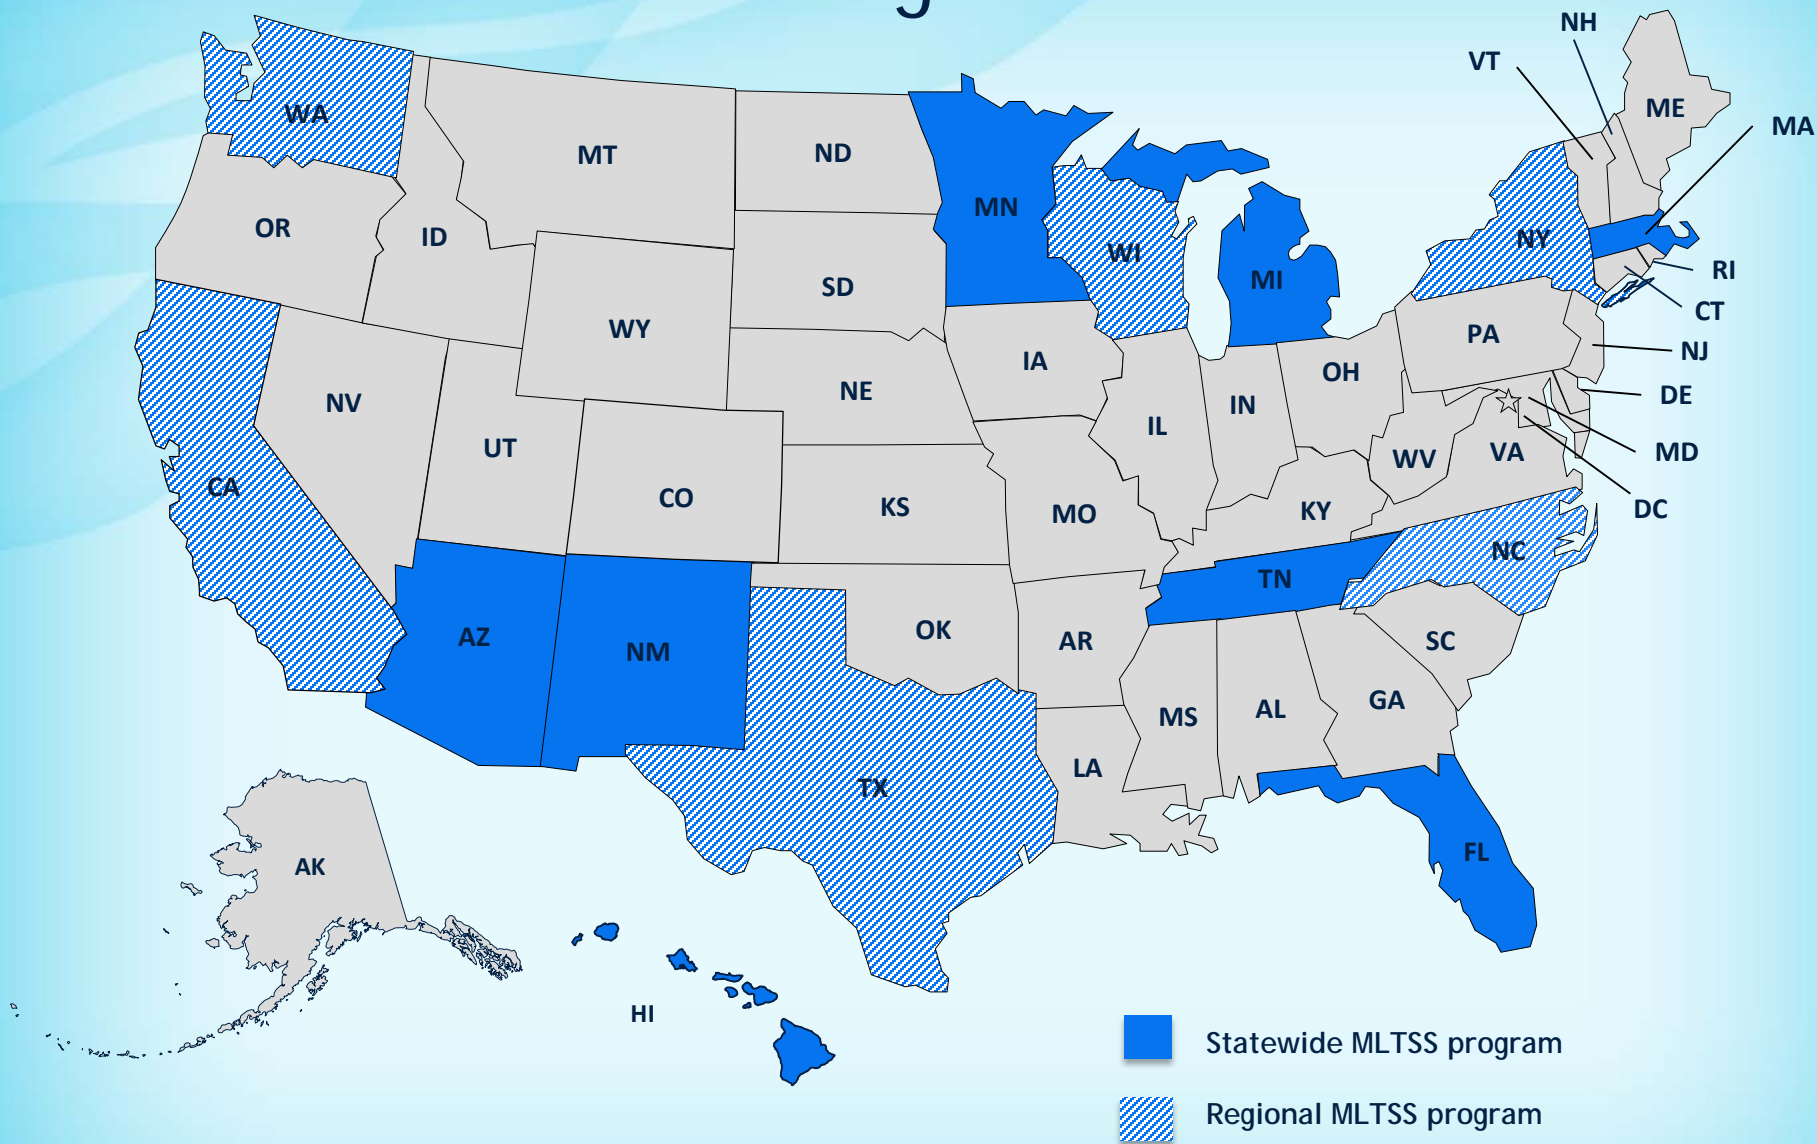 NH
VT
ME
MA
WA
MT
ND
MN
OR
ID
WI
NY
MI
RI
SD
CT
WY
PA
NJ
IA
OH
NE
DE
NV
IN
IL
UT
MD
VA
WV
CA
CO
KS
MO
KY
DC
NC
TN
AZ
NM
OK
AR
SC
GA
MS
AL
LA
TX
FL
AK
HI
Statewide MLTSS program
Regional MLTSS program